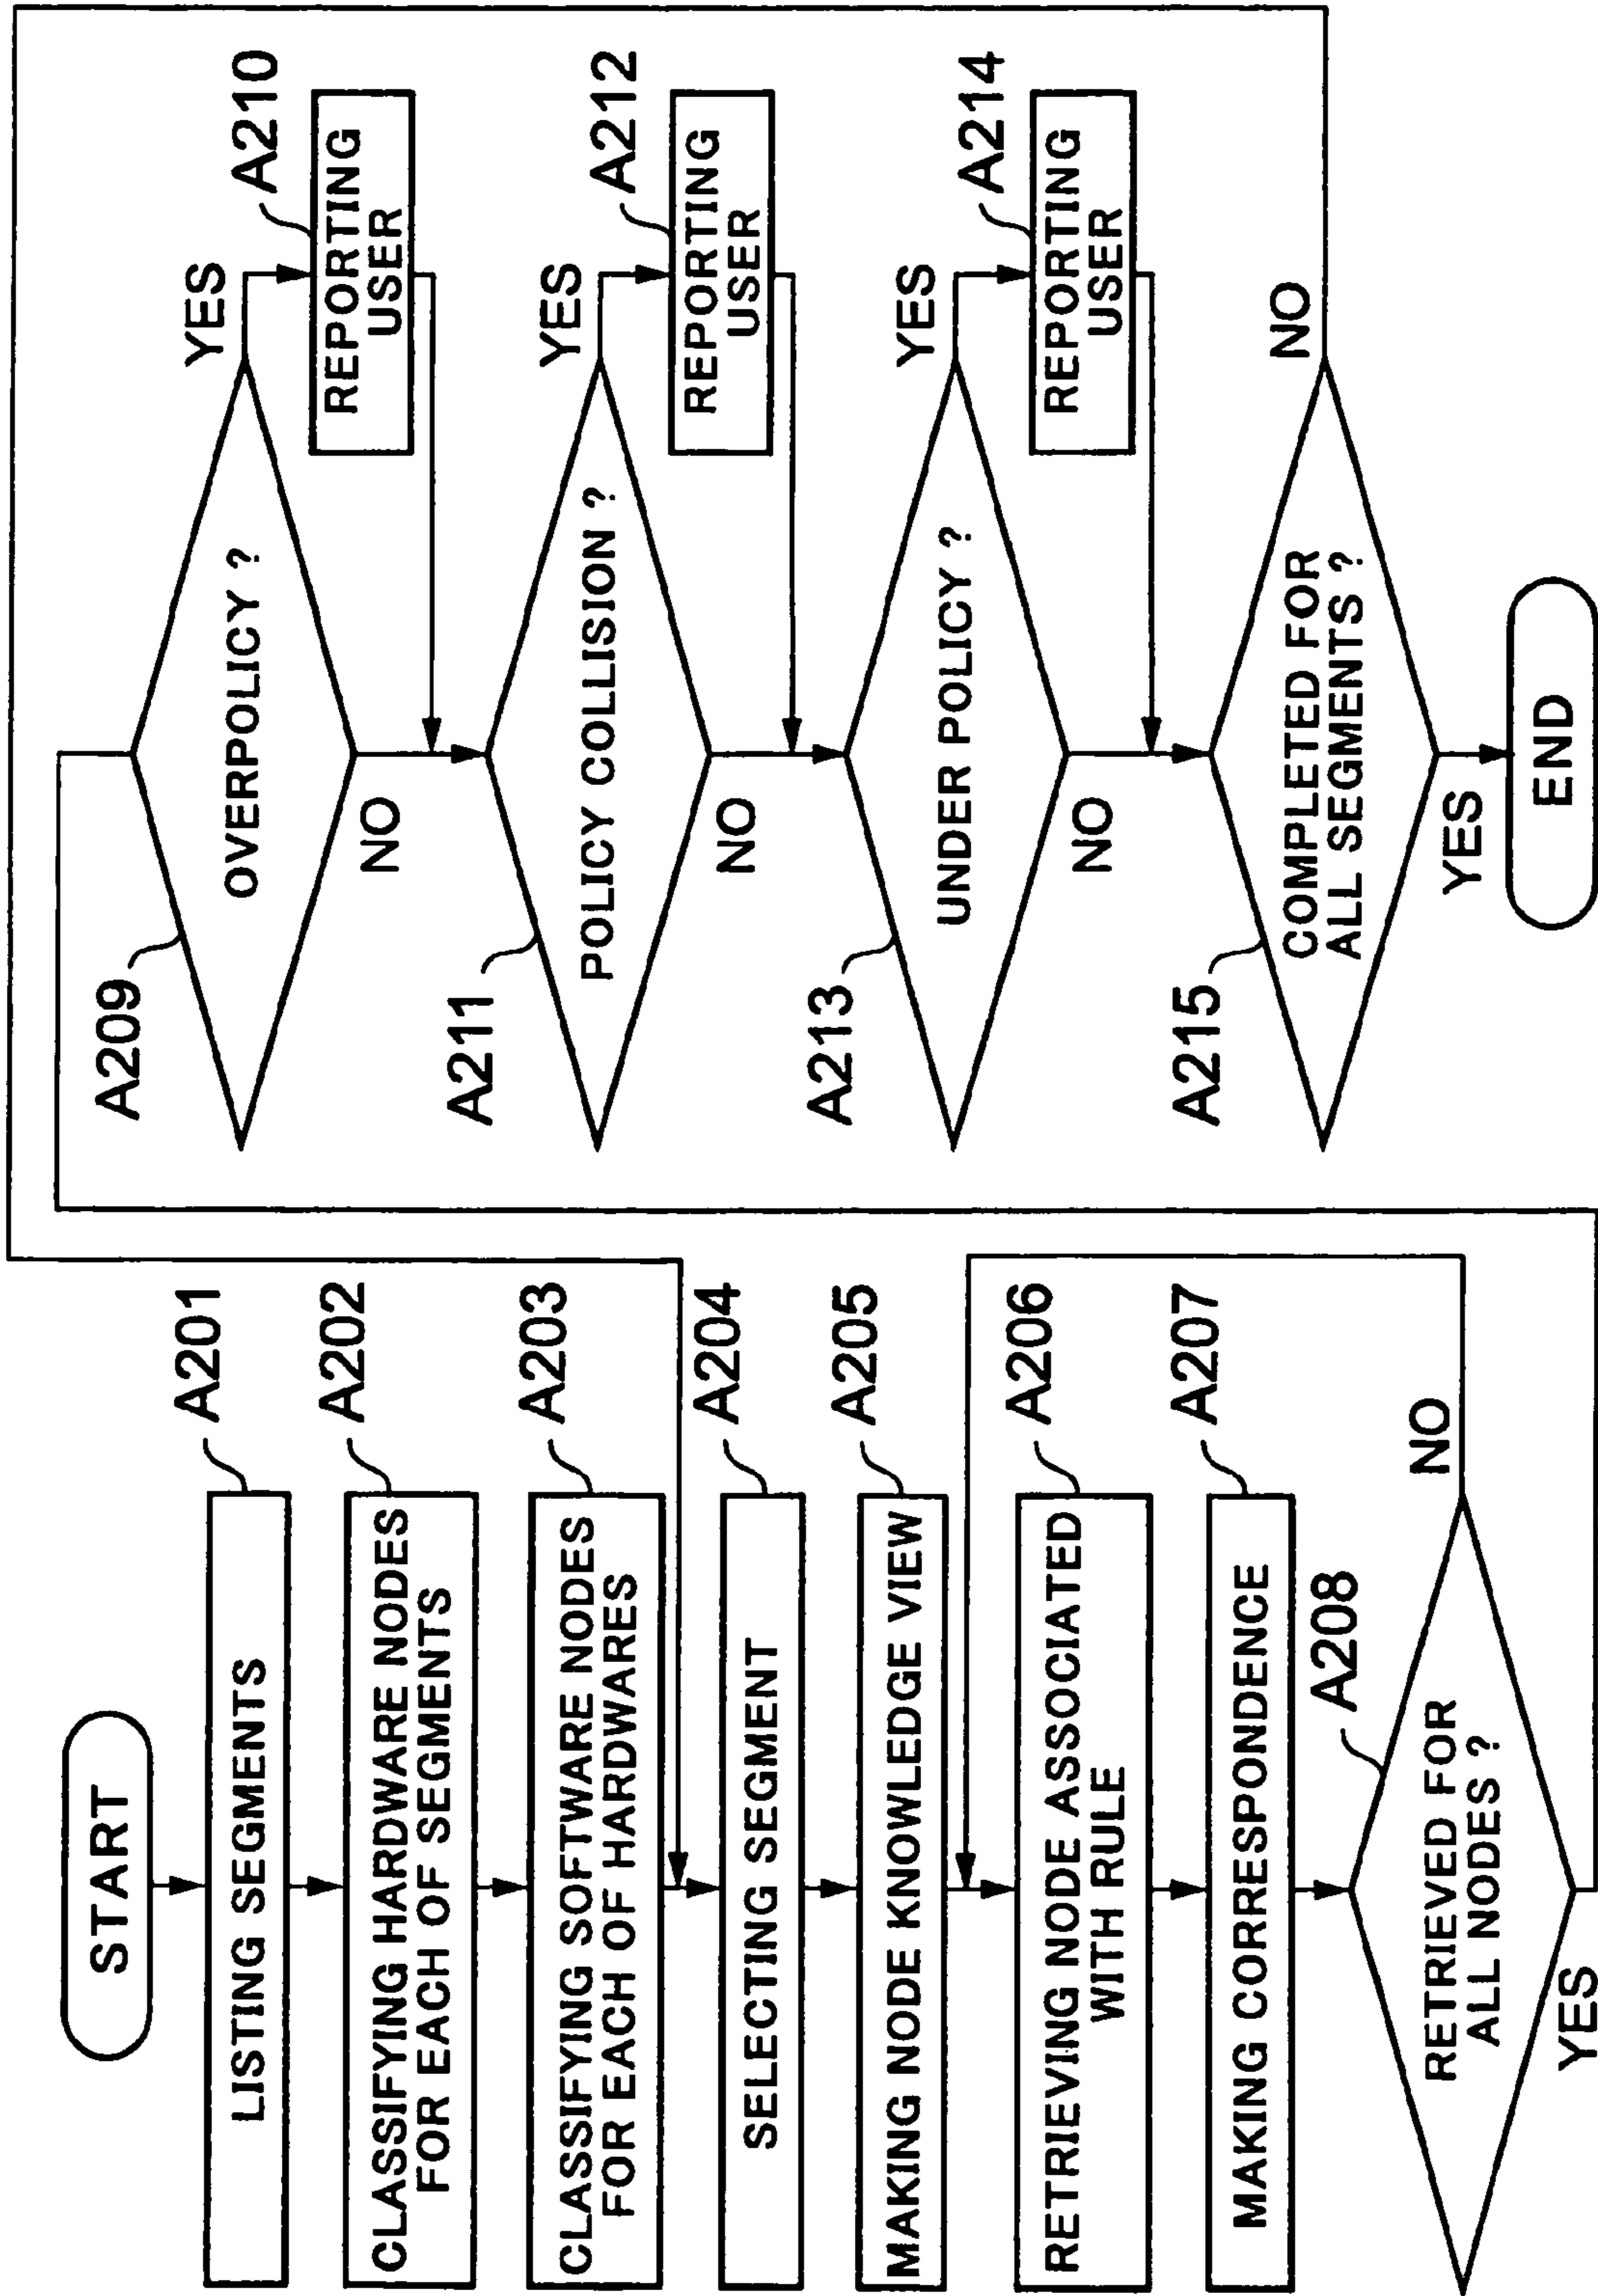 START
A201
LISTING SEGMENTS
A202
CLASSIFYING HARDWARE NODES
FOR EACH OF SEGMENTS
A203
CLASSIFYING SOFTWARE NODES
FOR EACH OF HARDWARES
A204
SELECTING SEGMENT
A205
MAKING NODE KNOWLEDGE VIEW
A206
RETRIEVING NODE ASSOCIATED
WITH RULE
A207
MAKING CORRESPONDENCE
A208
RETRIEVED FOR
ALL NODES ?
NO
YES
A209
OVERPOLICY ?
YES
A210
REPORTING
USER
NO
A211
POLICY COLLISION ?
YES
A212
REPORTING
USER
NO
A213
UNDER POLICY ?
YES
A214
REPORTING
USER
NO
A215
COMPLETED FOR
ALL SEGMENTS ?
NO
YES
END